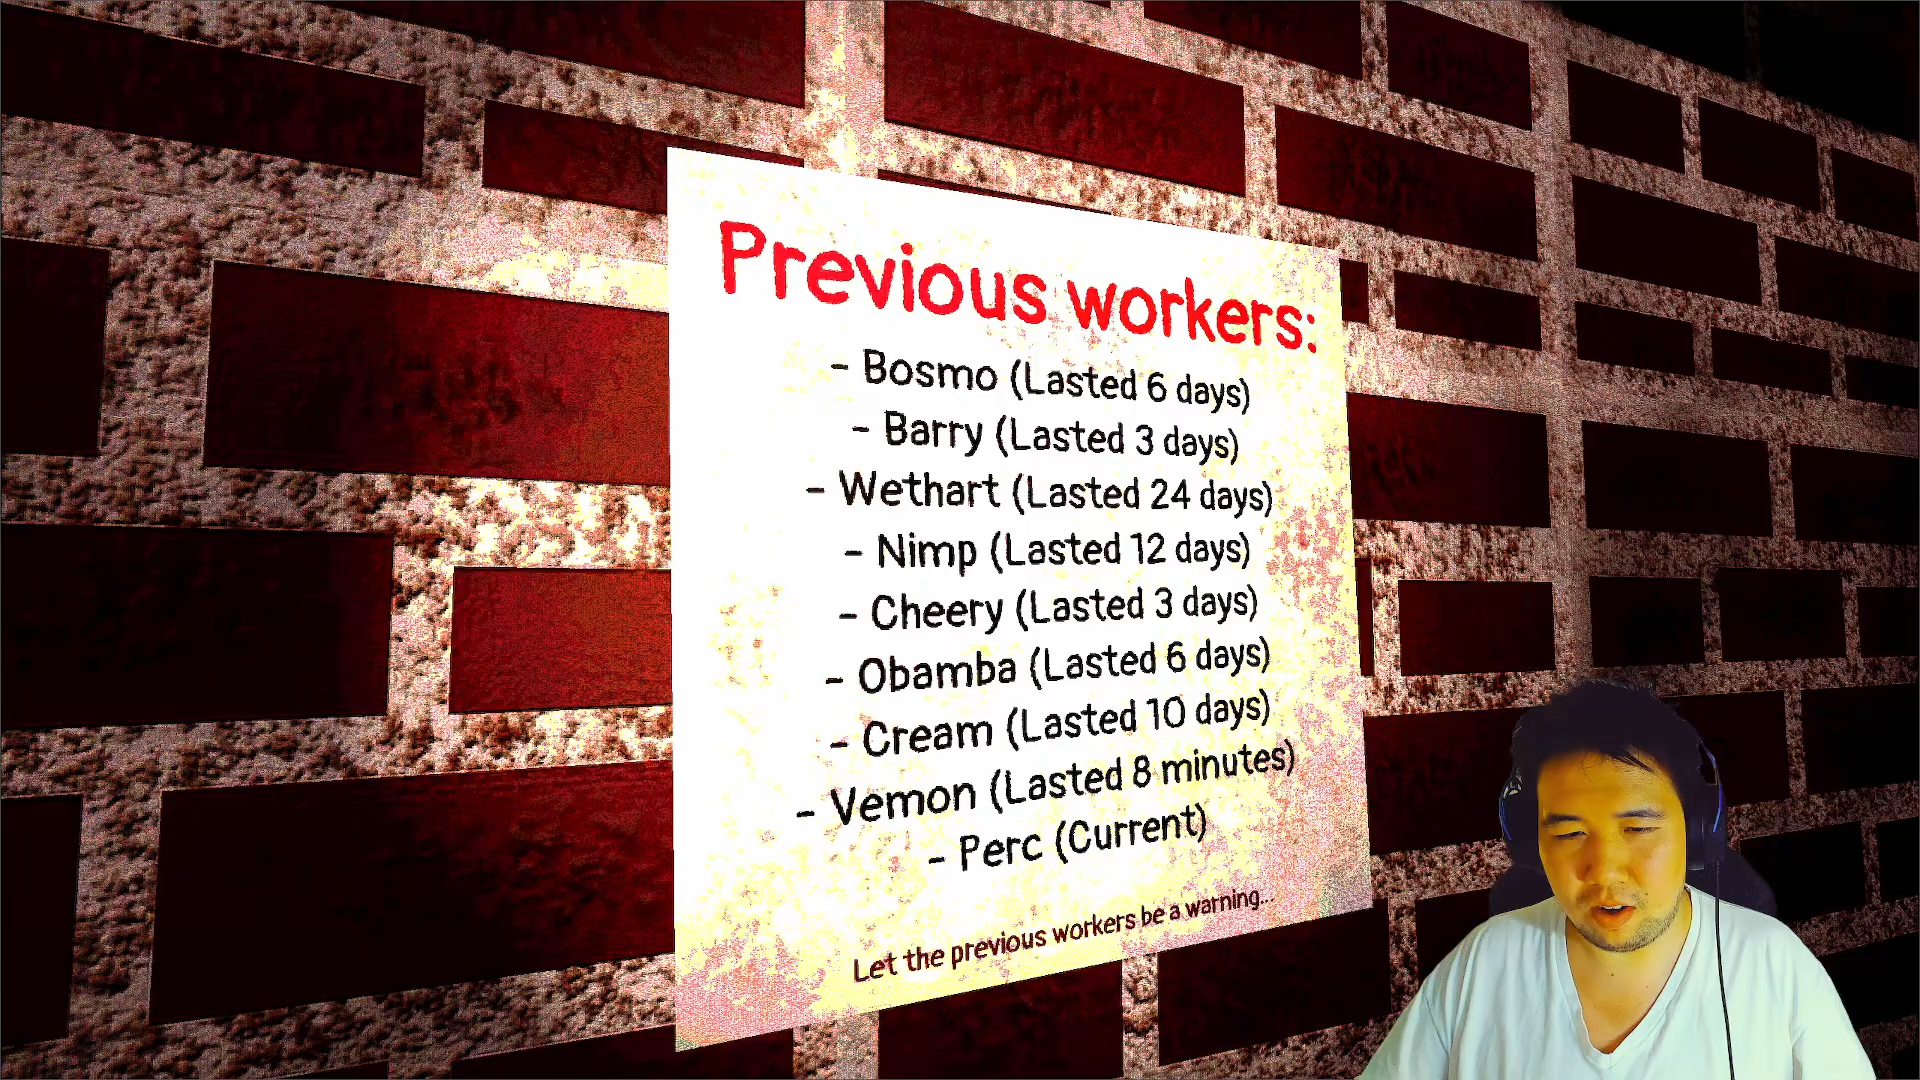 Previous workers:
- Bosmo (Lasted 6 days)
- Barry (Lasted 3 days)
- Wethart (Lasted 24 days)
- Nimp (Lasted 12 days)
- Cheery (Lasted 3 days)
- Obamba (Lasted 6 days)
- Cream (Lasted 10 days)
- Vemon (Lasted 8 minutes)
- Perc (Current)
Let the previous workers be a warning...